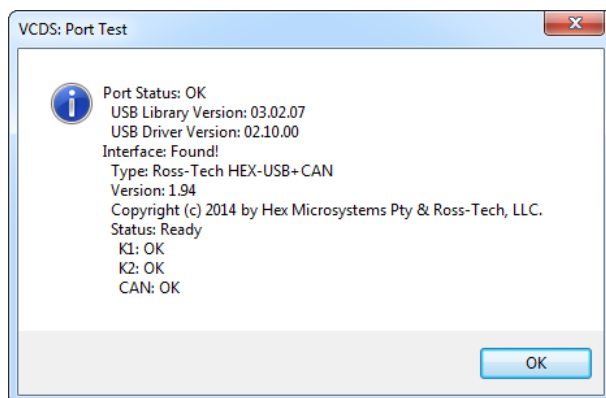 VCDS: Port Test
Port Status: OK
USB Library Version: 03.02.07
USB Driver Version: 02.10.00
Interface: Found!
Type: Ross-Tech HEX-USB+CAN
Version: 1.94
Copyright (c) 2014 by Hex Microsystems Pty & Ross-Tech, LLC.
Status: Ready
K1: OK
K2: OK
CAN: OK
OK